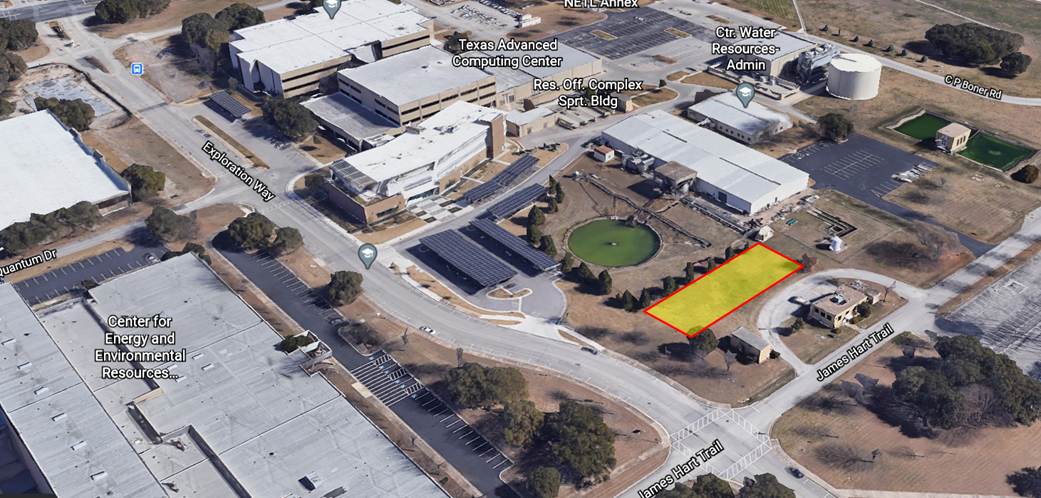 NETL Annex
Texas Advanced
Computing Center
Ctr. Water
Resources-
Admin
Res. Off. Complex
Sprt. Bldg
C P Boner Rd
Exploration Way
Quantum Dr
Center for
Energy and
Environmental
Resources...
James Hart Trail
James Hart Trail